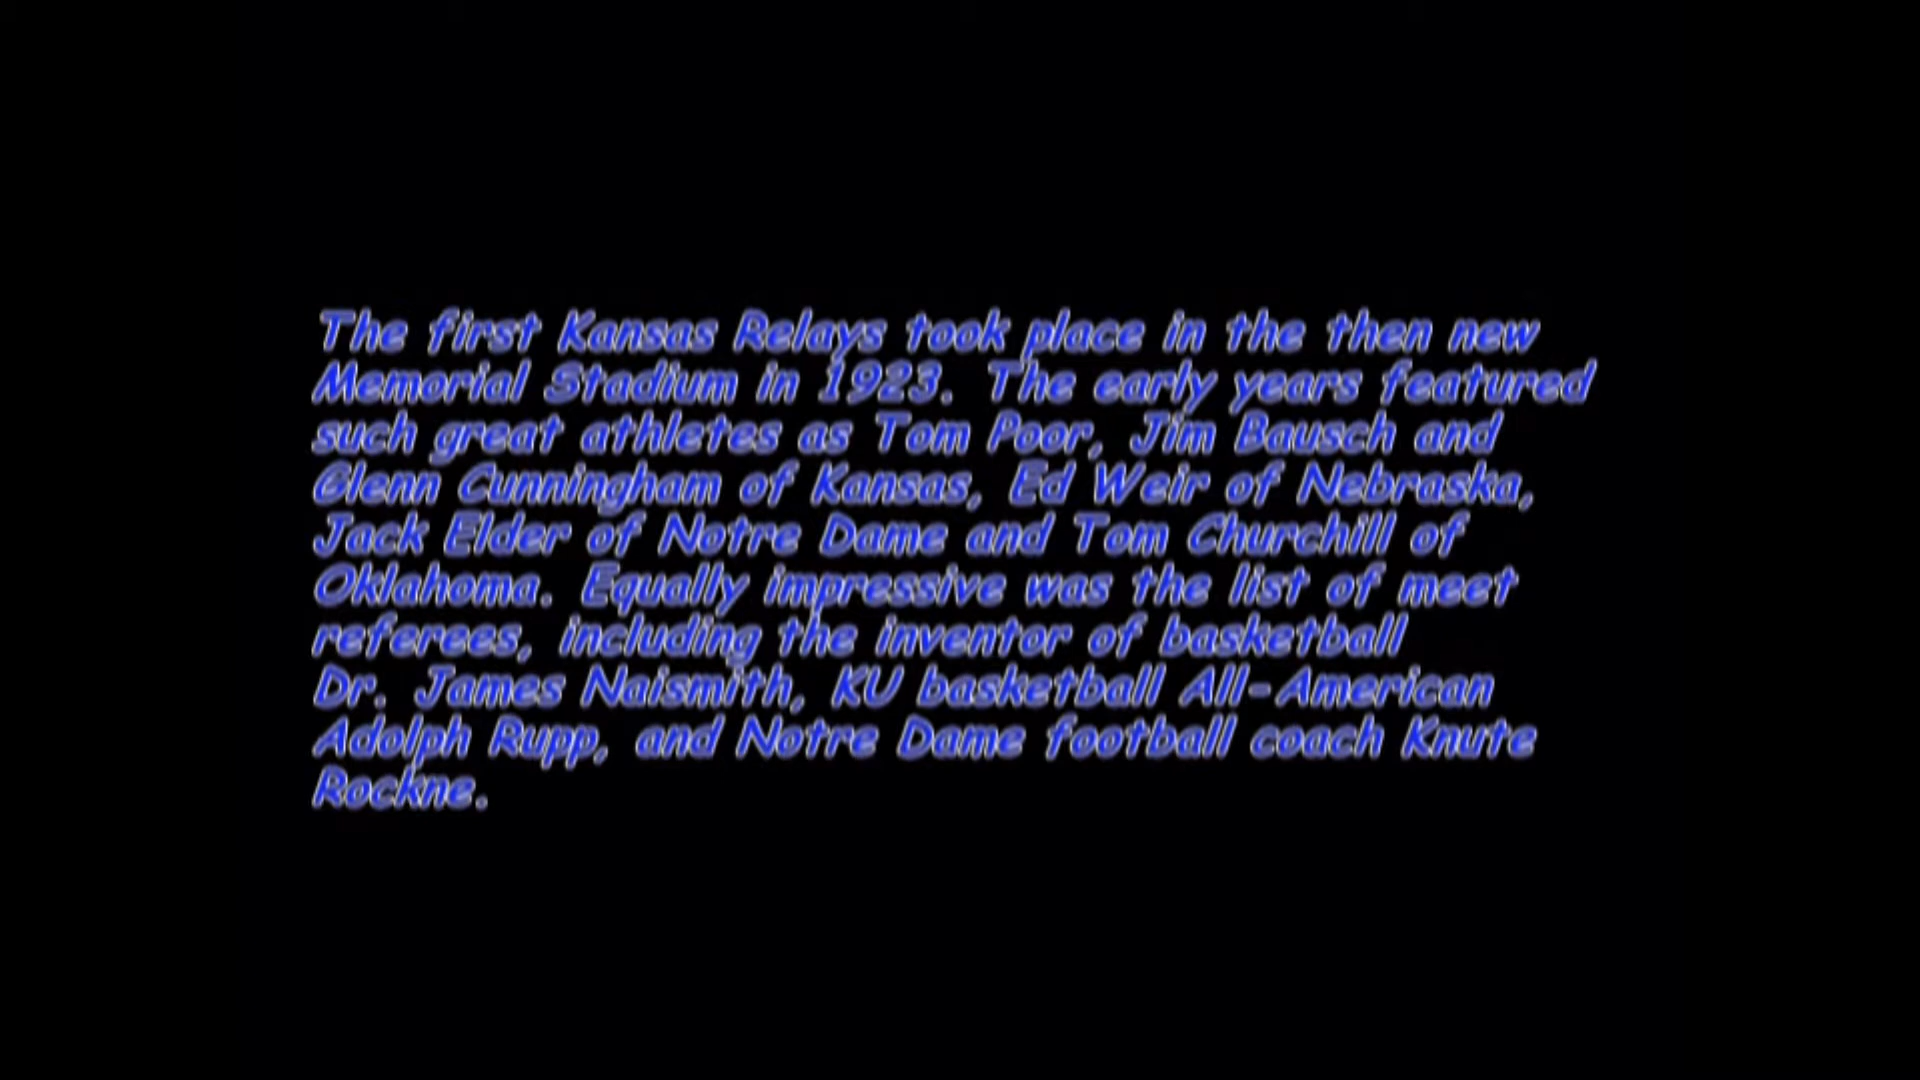 The first Kansas Relays took place in the then new
Memorial Stadium in 1923.  The early years featured
such great athletes as Tom Poor, Jim Bausch and
Glenn Cunningham of Kansas, Ed Weir of Nebraska,
Jack Elder of Notre Dame and Tom Churchill of
Oklahoma. Equally impressive was the list of meet
referees, including the inventor of basketball
Dr. James Naismith, KU basketball All-American
Adolph Rupp, and Notre Dame football coach Knute
Rockne.